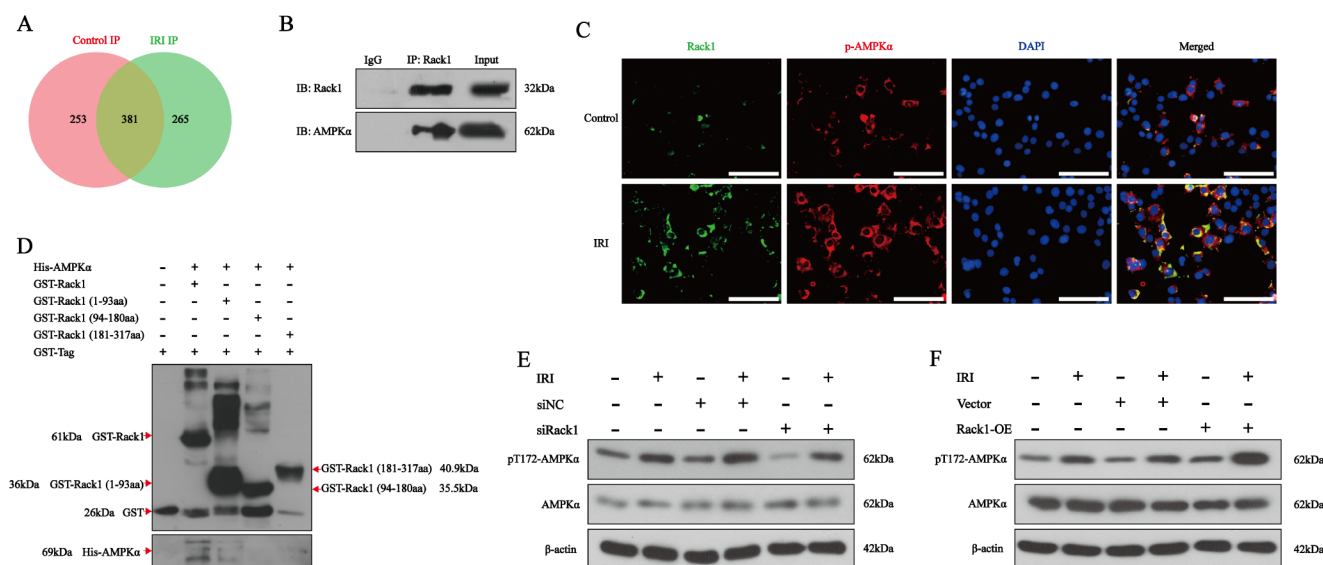 A
Control IP
IRI IP
253
381
265
B
IgG
IP: Rack1
Input
IB: Rack1
32kDa
IB: AMPKα
62kDa
C
Rack1
p-AMPKα
DAPI
Merged
Control
IRI
D
His-AMPKα - + + + +
GST-Rack1 +
GST-Rack1 (1-93aa) +
GST-Rack1 (94-180aa) +
GST-Rack1 (181-317aa) +
GST-Tag + + + + +
61kDa GST-Rack1
36kDa GST-Rack1 (1-93aa)
26kDa GST
69kDa His-AMPKα
GST-Rack1 (181-317aa) 40.9kDa
GST-Rack1 (94-180aa) 35.5kDa
E
IRI - + - + - +
siNC - - + + - -
siRack1 - - - - + +
pT172-AMPKα 62kDa
AMPKα 62kDa
β-actin 42kDa
F
IRI - + - + - +
Vector - - + + - -
Rack1-OE - - - - + +
pT172-AMPKα 62kDa
AMPKα 62kDa
β-actin 42kDa